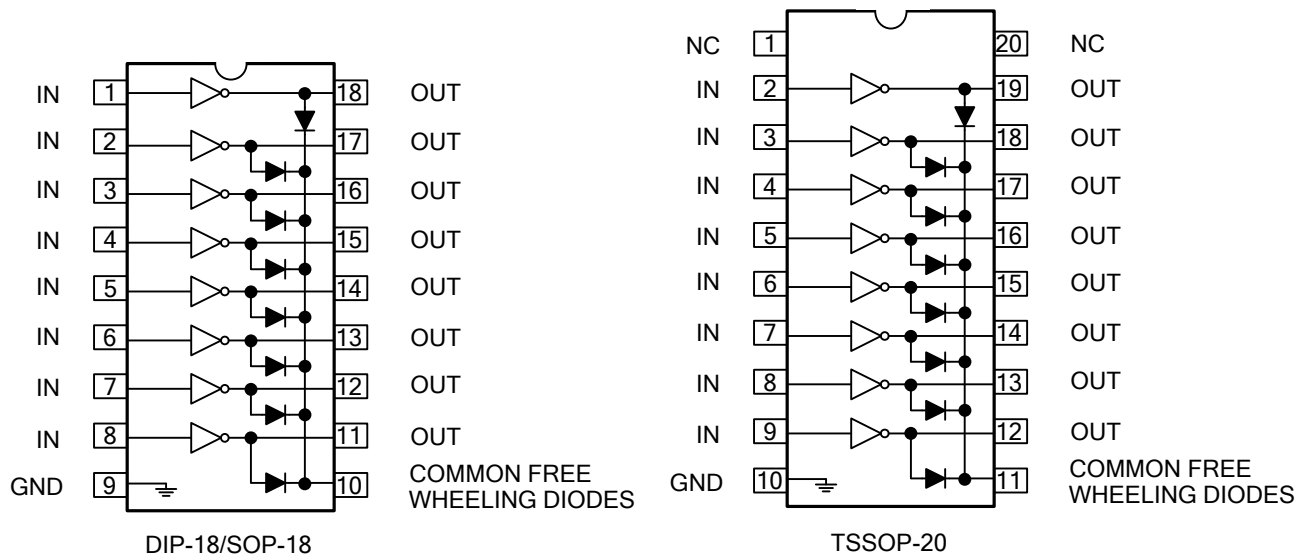 NC 1 20 NC
IN 1 18 OUT
IN 2 19 OUT
IN 2 17 OUT
IN 3 18 OUT
IN 3 16 OUT
IN 4 17 OUT
IN 4 15 OUT
IN 5 16 OUT
IN 5 14 OUT
IN 6 15 OUT
IN 6 13 OUT
IN 7 14 OUT
IN 7 12 OUT
IN 8 13 OUT
IN 8 11 OUT
IN 9 12 OUT
GND 9 10 COMMON FREE
WHEELING DIODES
GND 10 11 COMMON FREE
WHEELING DIODES
DIP-18/SOP-18
TSSOP-20